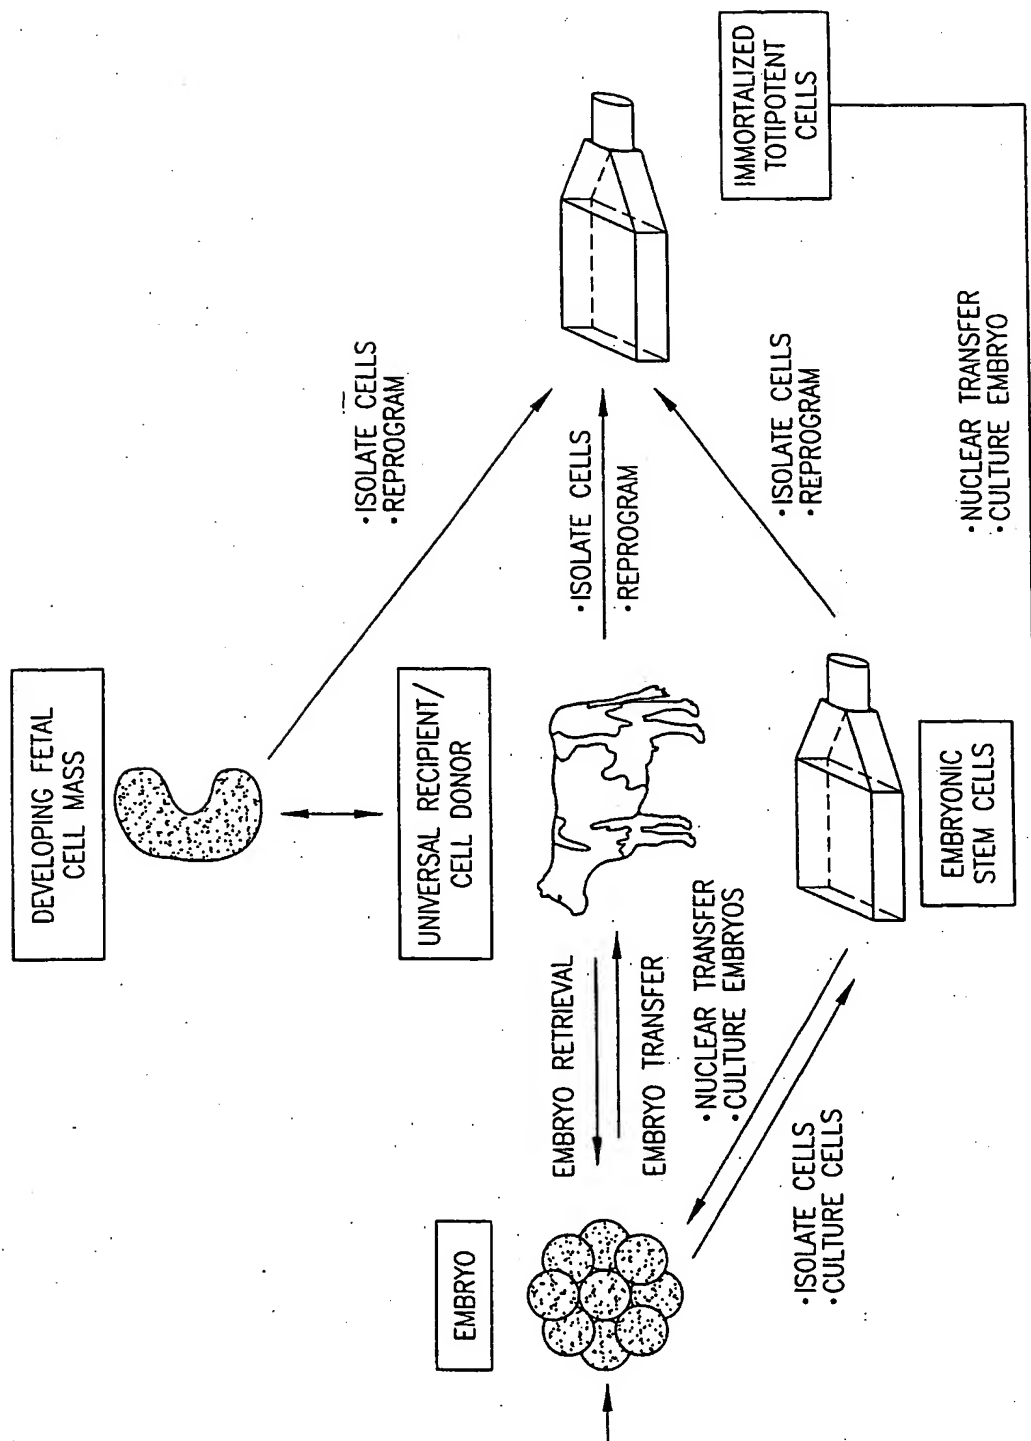 DEVELOPING FETAL
CELL MASS
UNIVERSAL RECIPIENT/
CELL DONOR
EMBRYO
EMBRYO RETRIEVAL
EMBRYO TRANSFER
•NUCLEAR TRANSFER
•CULTURE EMBRYOS
•ISOLATE CELLS
•CULTURE CELLS
EMBRYONIC
STEM CELLS
•ISOLATE CELLS
•REPROGRAM
•ISOLATE CELLS
•REPROGRAM
•ISOLATE CELLS
•REPROGRAM
IMMORTALIZED
TOTIPOTENT
CELLS
•NUCLEAR TRANSFER
•CULTURE EMBRYO